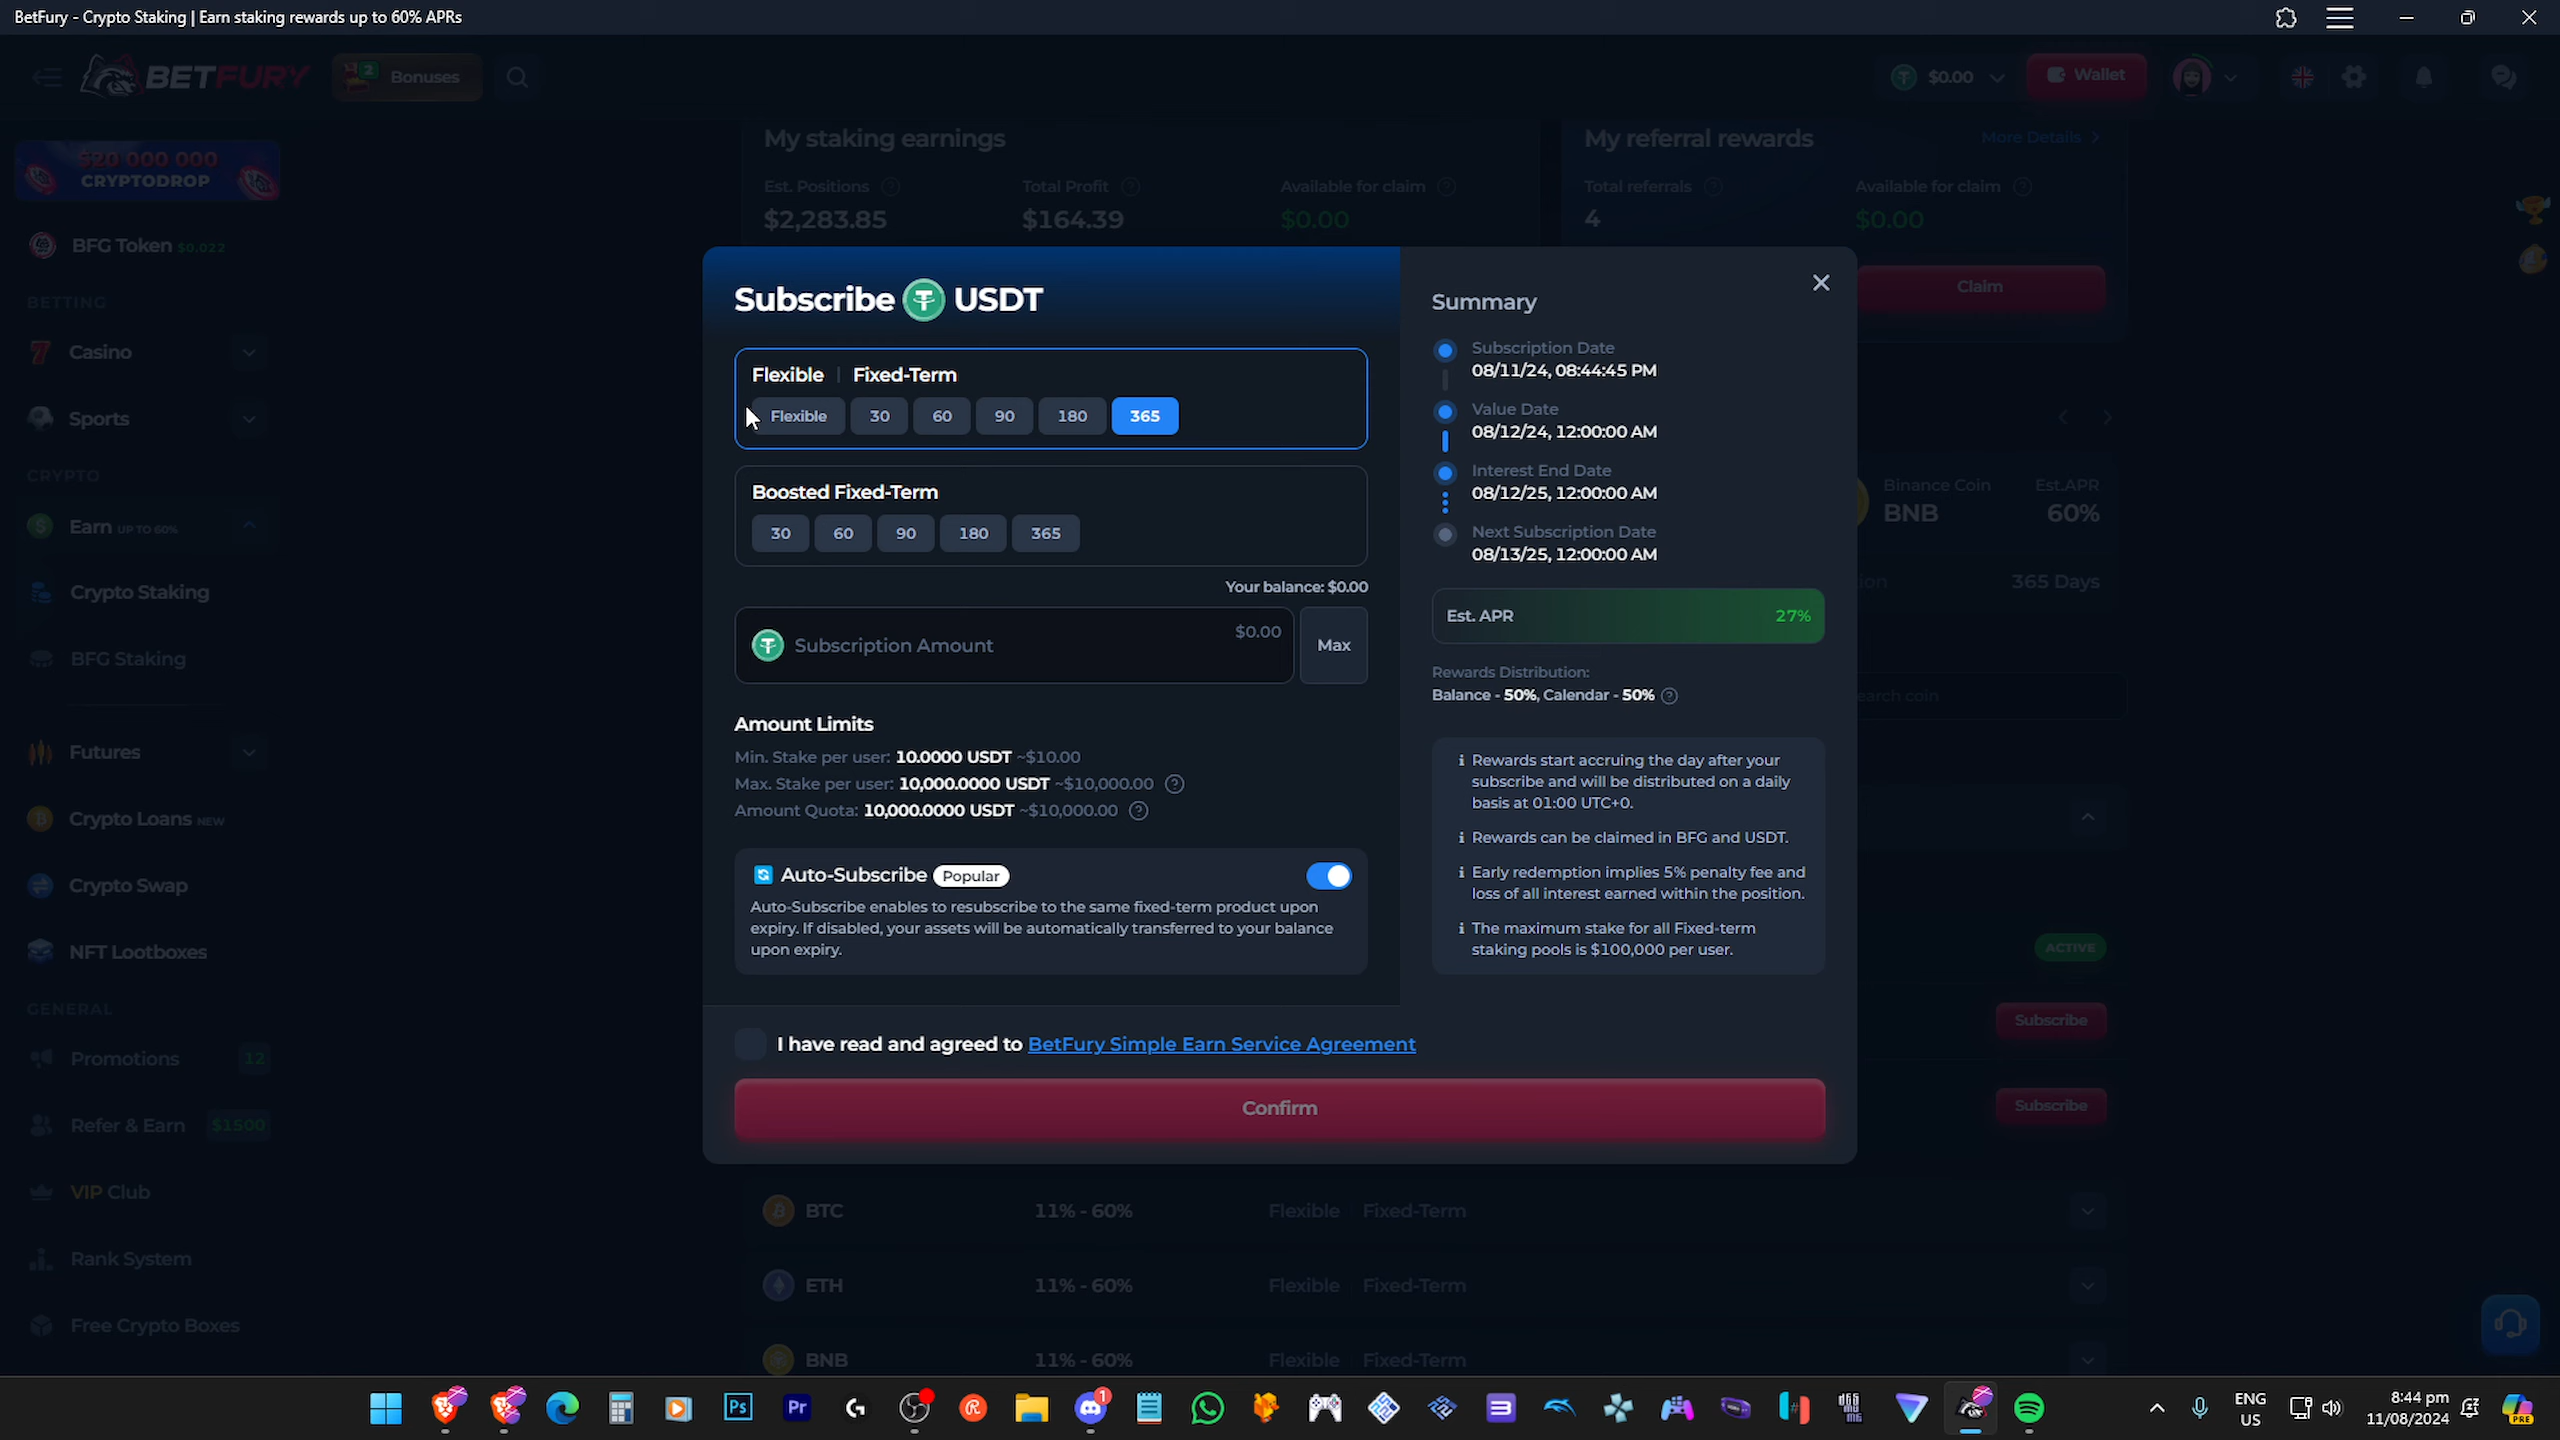 BetFury - Crypto Staking | Earn staking rewards up to 60% APRs
BETFURY
2
Bonuses
$0.00
Wallet
$20 000 000
CRYPTODROP
BFG Token $0.022
BETTING
Casino
Sports
CRYPTO
Earn UP TO 60%
Crypto Staking
BFG Staking
Futures
Crypto Loans NEW
Crypto Swap
NFT Lootboxes
GENERAL
Promotions 12
Refer & Earn $1500
VIP Club
Rank System
Free Crypto Boxes
My staking earnings
Est. Positions
Total Profit
Available for claim
$2,283.85
$164.39
$0.00
My referral rewards
More Details
Total referrals
Available for claim
4
$0.00
Claim
Subscribe USDT
Flexible | Fixed-Term
Flexible 30 60 90 180 365
Boosted Fixed-Term
30 60 90 180 365
Your balance: $0.00
Subscription Amount
$0.00
Max
Amount Limits
Min. Stake per user: 10.0000 USDT ~$10.00
Max. Stake per user: 10,000.0000 USDT ~$10,000.00
Amount Quota: 10,000.0000 USDT ~$10,000.00
Auto-Subscribe Popular
Auto-Subscribe enables to resubscribe to the same fixed-term product upon
expiry. If disabled, your assets will be automatically transferred to your balance
upon expiry.
Summary
Subscription Date
08/11/24, 08:44:45 PM
Value Date
08/12/24, 12:00:00 AM
Interest End Date
08/12/25, 12:00:00 AM
Next Subscription Date
08/13/25, 12:00:00 AM
Est. APR 27%
Rewards Distribution:
Balance - 50%, Calendar - 50%
Rewards start accruing the day after your
subscribe and will be distributed on a daily
basis at 01:00 UTC+0.
Rewards can be claimed in BFG and USDT.
Early redemption implies 5% penalty fee and
loss of all interest earned within the position.
The maximum stake for all Fixed-term
staking pools is $100,000 per user.
I have read and agreed to BetFury Simple Earn Service Agreement
Confirm
Binance Coin
Est.APR
BNB
60%
365 Days
earch coin
ACTIVE
Subscribe
Subscribe
BTC 11% - 60% Flexible Fixed-Term
ETH 11% - 60% Flexible Fixed-Term
BNB 11% - 60% Flexible Fixed-Term
Ps
Pr
1
ENG
US
8:44 pm
11/08/2024
PRE